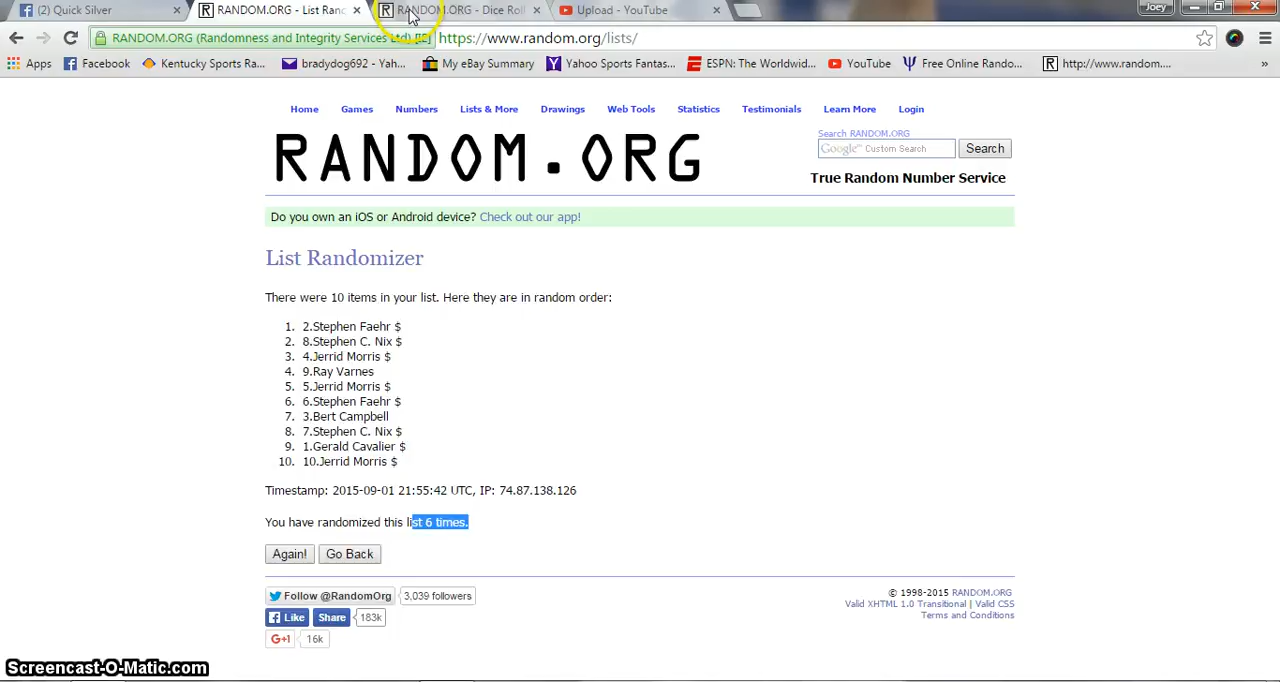 (2) Quick Silver
RANDOM.ORG - List Ranc
RANDOM.ORG - Dice Roll
Upload - YouTube
Joey
RANDOM.ORG (Randomness and Integrity Services Ltd) [IE]
https://www.random.org/lists/
Apps
Facebook
Kentucky Sports Ra...
bradydog692 - Yah...
My eBay Summary
Yahoo Sports Fantas...
ESPN: The Worldwid...
YouTube
Free Online Rando...
http://www.random....
»
Home
Games
Numbers
Lists & More
Drawings
Web Tools
Statistics
Testimonials
Learn More
Login
RANDOM.ORG
Search RANDOM.ORG
Google™ Custom Search
Search
True Random Number Service
Do you own an iOS or Android device? Check out our app!
List Randomizer
There were 10 items in your list. Here they are in random order:
1. 2.Stephen Faehr $
2. 8.Stephen C. Nix $
3. 4.Jerrid Morris $
4. 9.Ray Varnes
5. 5.Jerrid Morris $
6. 6.Stephen Faehr $
7. 3.Bert Campbell
8. 7.Stephen C. Nix $
9. 1.Gerald Cavalier $
10. 10.Jerrid Morris $
Timestamp: 2015-09-01 21:55:42 UTC, IP: 74.87.138.126
You have randomized this list 6 times.
Again!
Go Back
Follow @RandomOrg
3,039 followers
Like
Share
183k
G+1
16k
© 1998-2015 RANDOM.ORG
Valid XHTML 1.0 Transitional | Valid CSS
Terms and Conditions
Screencast-O-Matic.com